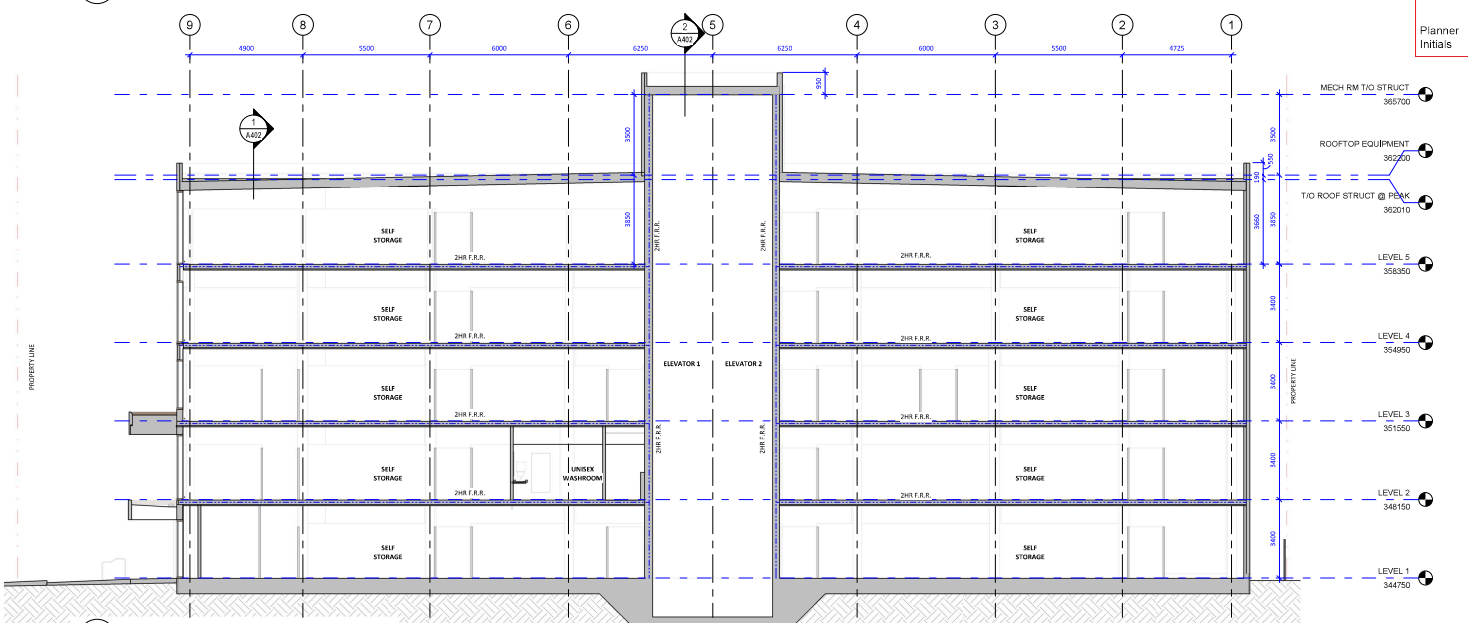 9
8
7
6
5
4
3
2
1
4900
5500
6000
6250
6250
6000
5500
4725
2
A402
1
A402
Planner
Initials
930
MECH RM T/O STRUCT
365700
3500
3500
ROOFTOP EQUIPMENT
362200
550
190
T/O ROOF STRUCT @ PEAK
362010
3850
3660
3850
SELF
STORAGE
2HR F.R.R.
2HR F.R.R.
2HR F.R.R.
SELF
STORAGE
2HR F.R.R.
LEVEL 5
358350
SELF
STORAGE
2HR F.R.R.
SELF
STORAGE
2HR F.R.R.
3400
LEVEL 4
354950
PROPERTY LINE
SELF
STORAGE
2HR F.R.R.
ELEVATOR 1
ELEVATOR 2
SELF
STORAGE
2HR F.R.R.
3400
PROPERTY LINE
LEVEL 3
351550
SELF
STORAGE
2HR F.R.R.
UNISEX
WASHROOM
2HR F.R.R.
2HR F.R.R.
SELF
STORAGE
2HR F.R.R.
3400
LEVEL 2
348150
SELF
STORAGE
SELF
STORAGE
3400
LEVEL 1
344750